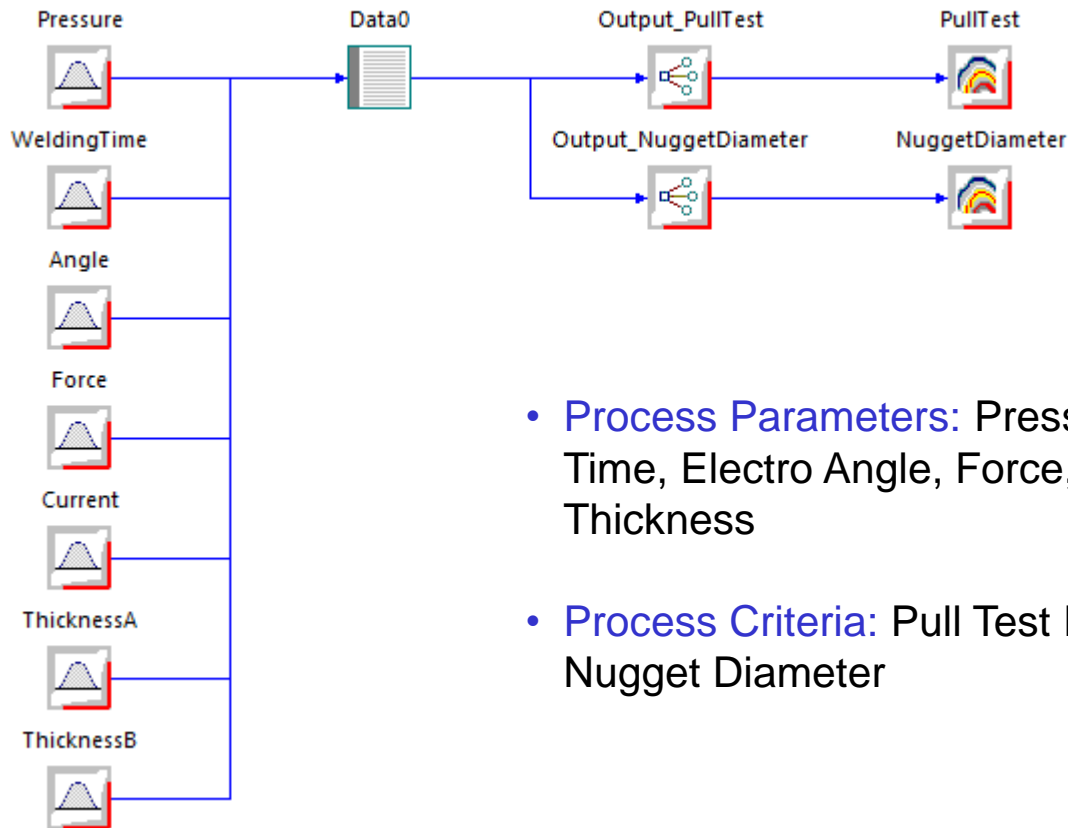 Pressure
Data0
Output_PullTest
PullTest
WeldingTime
Output_NuggetDiameter
NuggetDiameter
Angle
Force
Current
ThicknessA
ThicknessB
• Process Parameters:
Time, Electro Angle, Force,
Thickness
• Process Criteria: Pull Test
Nugget Diameter